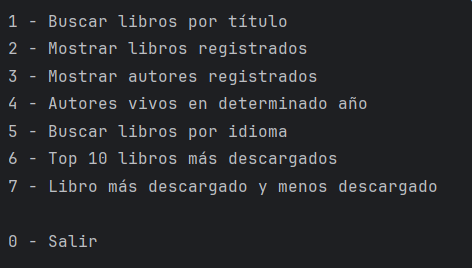 1 - Buscar libros por título
2 - Mostrar libros registrados
3 - Mostrar autores registrados
4 - Autores vivos en determinado año
5 - Buscar libros por idioma
6 - Top 10 libros más descargados
7 - Libro más descargado y menos descargado
0 - Salir